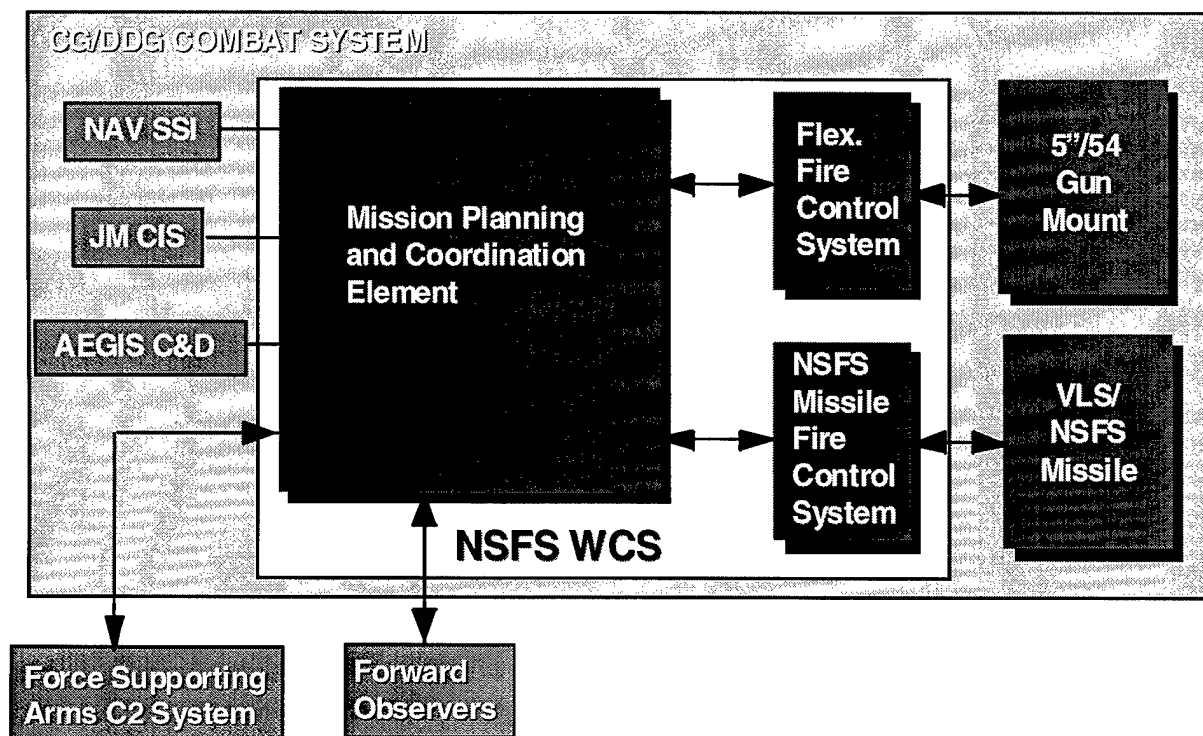 CG/DDG COMBAT SYSTEM
NAV SSI
JM CIS
AEGIS C&D
Mission Planning
and Coordination
Element
Flex.
Fire
Control
System
5"/54
Gun
Mount
NSFS
Missile
Fire
Control
System
VLS/
NSFS
Missile
NSFS WCS
Force Supporting
Arms C2 System
Forward
Observers